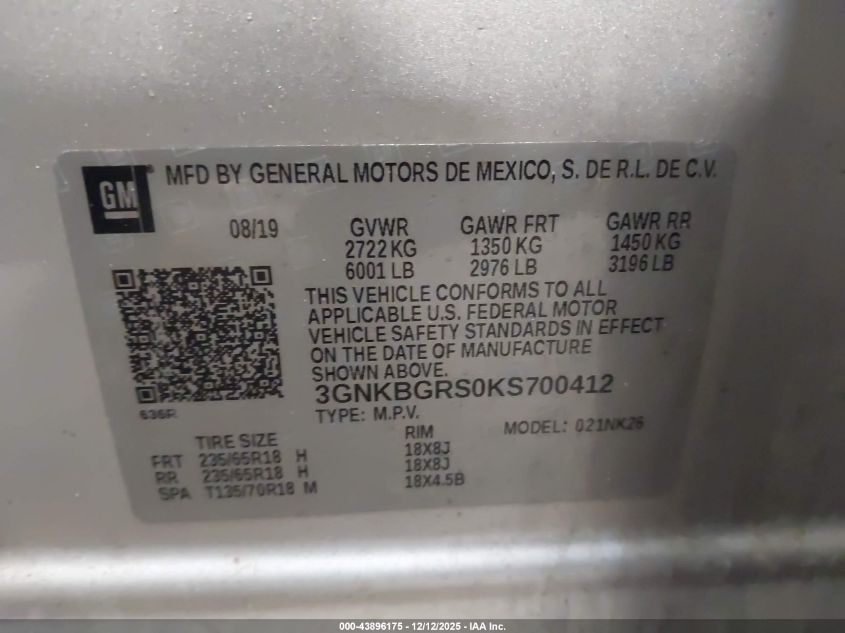 GM ® MFD BY GENERAL MOTORS DE MEXICO, S. DE R.L. DE C.V.
08/19 GVWR GAWR FRT GAWR RR
2722 KG 1350 KG 1450 KG
6001 LB 2976 LB 3196 LB
THIS VEHICLE CONFORMS TO ALL
APPLICABLE U.S. FEDERAL MOTOR
VEHICLE SAFETY STANDARDS IN EFFECT
ON THE DATE OF MANUFACTURE
SHOWN ABOVE.
3GNKBGRS0KS700412
636R TYPE: M.P.V. MODEL: 021NK26
TIRE SIZE RIM
FRT 235/65R18 H 18X8J
RR 235/65R18 H 18X8J
SPA T135/70R18 M 18X4.5B
000-43896175 - 12/12/2025 - IAA Inc.